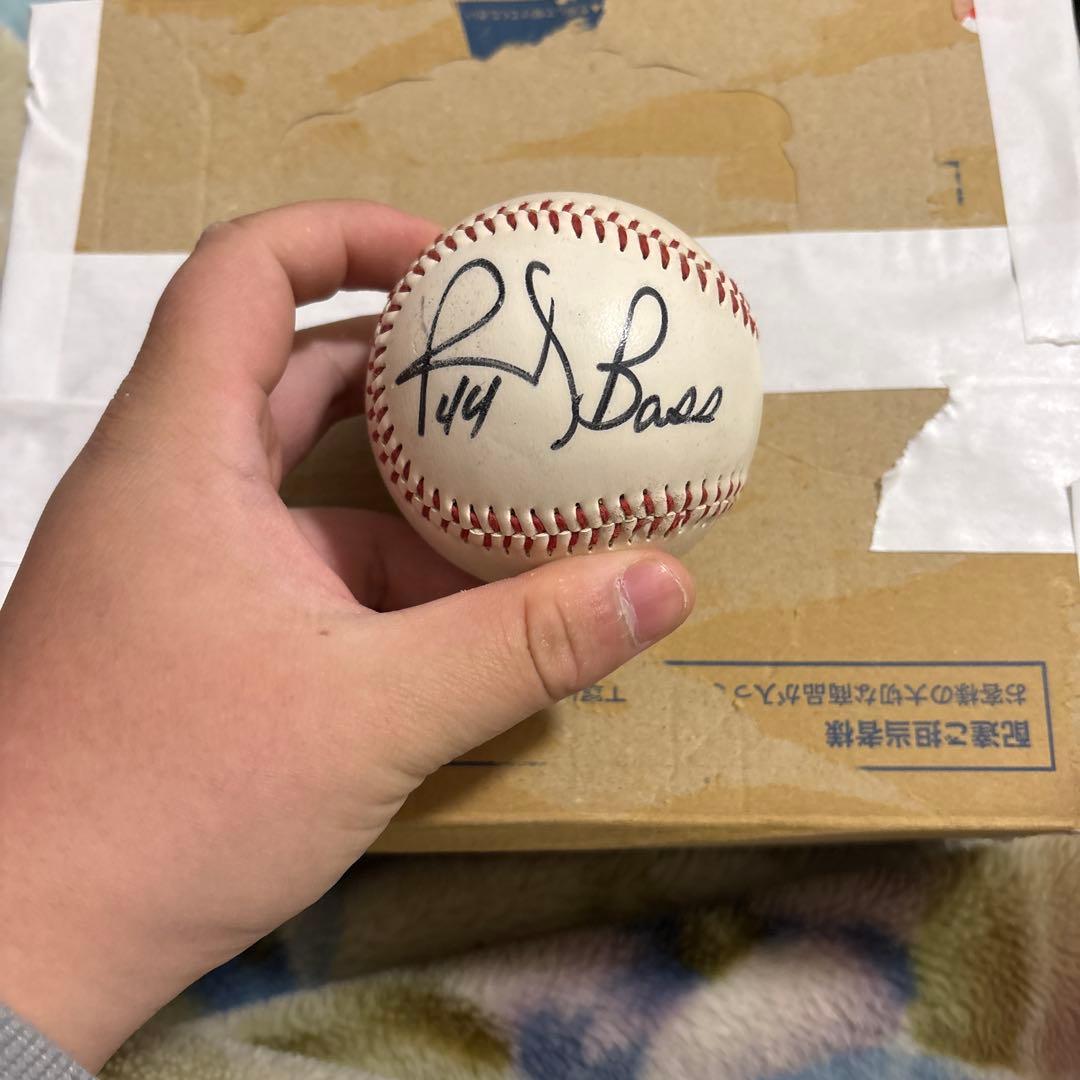 R Bass
44
配達ご担当者様
お客様の大切な商品が入っ